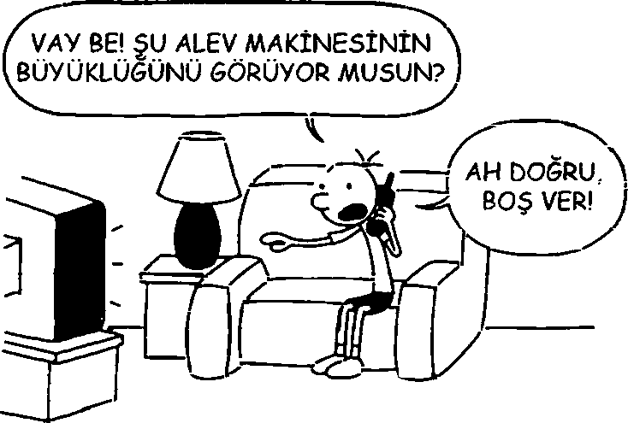 VAY BE! ŞU ALEV MAKİNESİNİN
BÜYÜKLÜĞÜNÜ GÖRÜYOR MUSUN?
AH DOĞRU,
BOŞ VER!